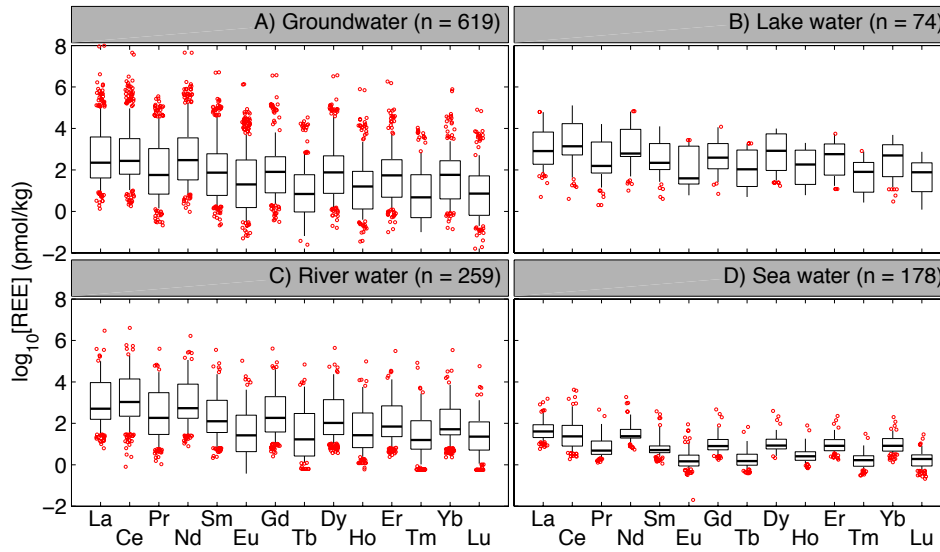 A) Groundwater (n = 619)
B) Lake water (n = 74)
8
6
4
2
0
−2
C) River water (n = 259)
D) Sea water (n = 178)
8
6
4
2
0
−2
log10[REE] (pmol/kg)
La Pr Sm Gd Dy Er Yb
Ce Nd Eu Tb Ho Tm Lu
La Pr Sm Gd Dy Er Yb
Ce Nd Eu Tb Ho Tm Lu